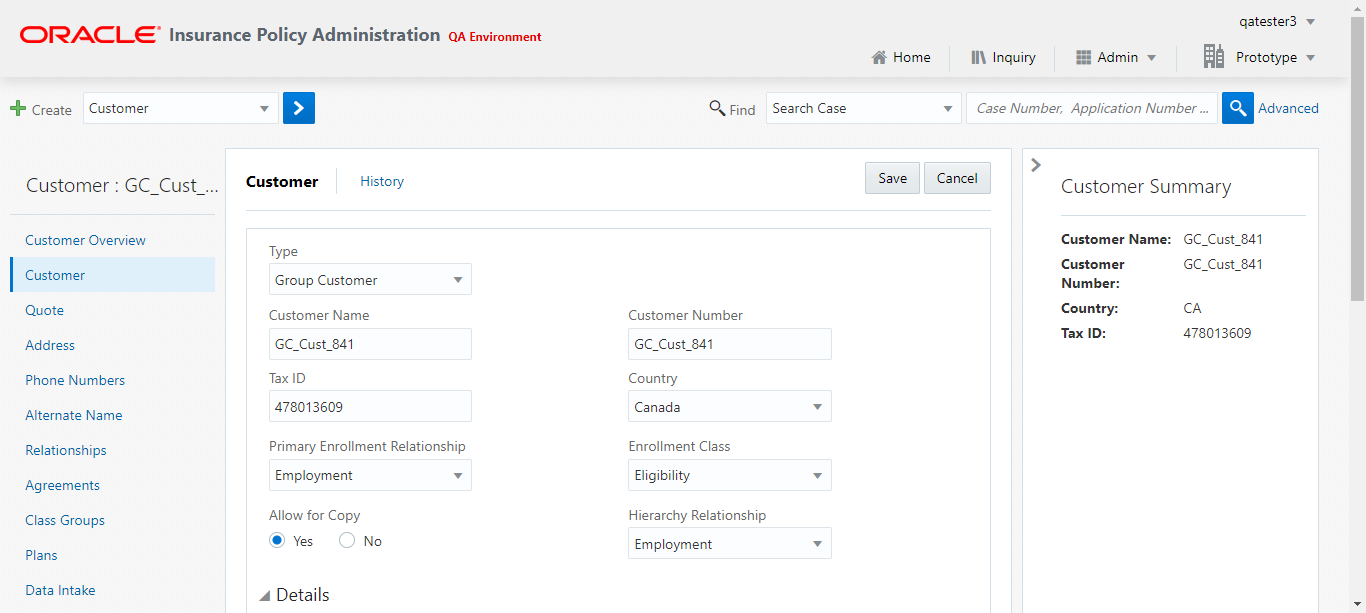 qatester3
ORACLE® Insurance Policy Administration QA Environment
Home Inquiry Admin Prototype
Create Customer Find Search Case Case Number, Application Number ... Advanced
Customer : GC_Cust_...
Customer Overview
Customer
Quote
Address
Phone Numbers
Alternate Name
Relationships
Agreements
Class Groups
Plans
Data Intake
Customer History Save Cancel
Type
Group Customer
Customer Name Customer Number
GC_Cust_841 GC_Cust_841
Tax ID Country
478013609 Canada
Primary Enrollment Relationship Enrollment Class
Employment Eligibility
Allow for Copy Hierarchy Relationship
Yes No Employment
Details
Customer Summary
Customer Name: GC_Cust_841
Customer Number: GC_Cust_841
Country: CA
Tax ID: 478013609